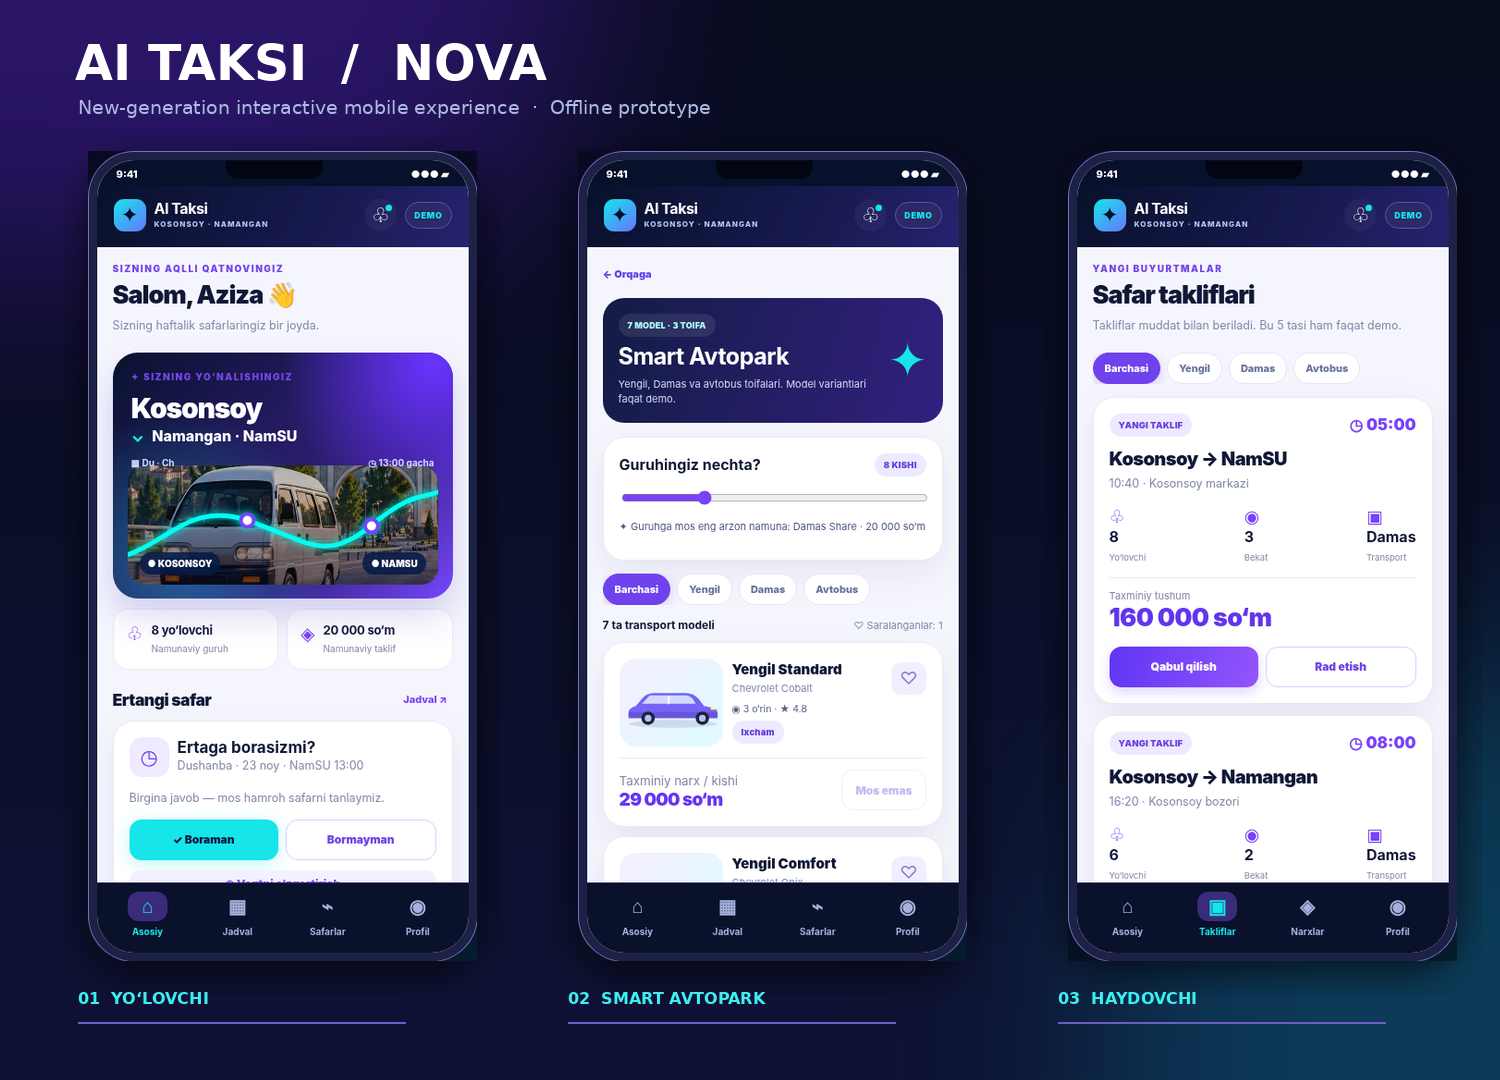 AI TAKSI / NOVA
New-generation interactive mobile experience · Offline prototype
9:41
AI Taksi
KOSONSOY · NAMANGAN
DEMO
SIZNING AQLLI QATNOVINGIZ
Salom, Aziza 👋
Sizning haftalik safarlaringiz bir joyda.
✦ SIZNING YO‘NALISHINGIZ
Kosonsoy
Namangan · NamSU
Du · Ch
13:00 gacha
KOSONSOY
NAMSU
8 yo‘lovchi
Namunaviy guruh
20 000 so‘m
Namunaviy taklif
Ertangi safar
Jadval ↗
Ertaga borasizmi?
Dushanba · 23 noy · NamSU 13:00
Birgina javob — mos hamroh safarni tanlaymiz.
✓ Boraman
Bormayman
Asosiy
Jadval
Safarlar
Profil
01 YO‘LOVCHI
9:41
AI Taksi
KOSONSOY · NAMANGAN
DEMO
← Orqaga
7 MODEL · 3 TOIFA
Smart Avtopark
Yengil, Damas va avtobus toifalari. Model variantlari
faqat demo.
Guruhingiz nechta?
8 KISHI
✦ Guruhga mos eng arzon namuna: Damas Share · 20 000 so‘m
Barchasi
Yengil
Damas
Avtobus
7 ta transport modeli
♡ Saralanganlar: 1
Yengil Standard
Chevrolet Cobalt
◉ 3 o‘rin · ★ 4.8
Ixcham
Taxminiy narx / kishi
29 000 so‘m
Mos emas
Yengil Comfort
Chevrolet Onix
Asosiy
Jadval
Safarlar
Profil
02 SMART AVTOPARK
9:41
AI Taksi
KOSONSOY · NAMANGAN
DEMO
YANGI BUYURTMALAR
Safar takliflari
Takliflar muddat bilan beriladi. Bu 5 tasi ham faqat demo.
Barchasi
Yengil
Damas
Avtobus
YANGI TAKLIF
05:00
Kosonsoy → NamSU
10:40 · Kosonsoy markazi
8
Yo‘lovchi
3
Bekat
Damas
Transport
Taxminiy tushum
160 000 so‘m
Qabul qilish
Rad etish
YANGI TAKLIF
08:00
Kosonsoy → Namangan
16:20 · Kosonsoy bozori
6
Yo‘lovchi
2
Bekat
Damas
Transport
Asosiy
Takliflar
Narxlar
Profil
03 HAYDOVCHI